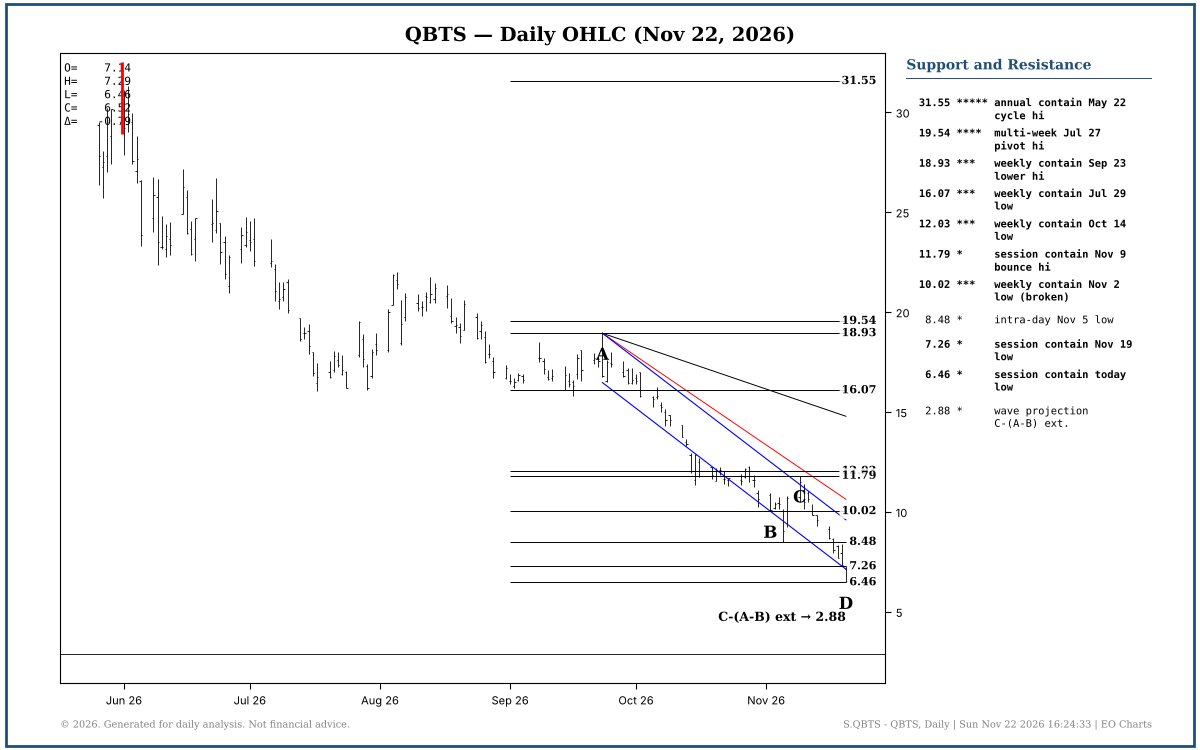 QBTS — Daily OHLC (Nov 22, 2026)
O=
H= 7.29
L= 6.46
C= 6.52
Δ= -0.79
31.55
19.54
18.93
16.07
11.79
10.02
8.48
7.26
6.46
A
B
C
D
C-(A-B) ext → 2.88
30
25
20
15
10
5
Jun 26
Jul 26
Aug 26
Sep 26
Oct 26
Nov 26
Support and Resistance
31.55 ***** annual contain May 22
cycle hi
19.54 **** multi-week Jul 27
pivot hi
18.93 *** weekly contain Sep 23
lower hi
16.07 *** weekly contain Jul 29
low
12.03 *** weekly contain Oct 14
low
11.79 * session contain Nov 9
bounce hi
10.02 *** weekly contain Nov 2
low (broken)
8.48 * intra-day Nov 5 low
7.26 * session contain Nov 19
low
6.46 * session contain today
low
2.88 * wave projection
C-(A-B) ext.
© 2026. Generated for daily analysis. Not financial advice.
S.QBTS - QBTS, Daily | Sun Nov 22 2026 16:24:33 | EO Charts